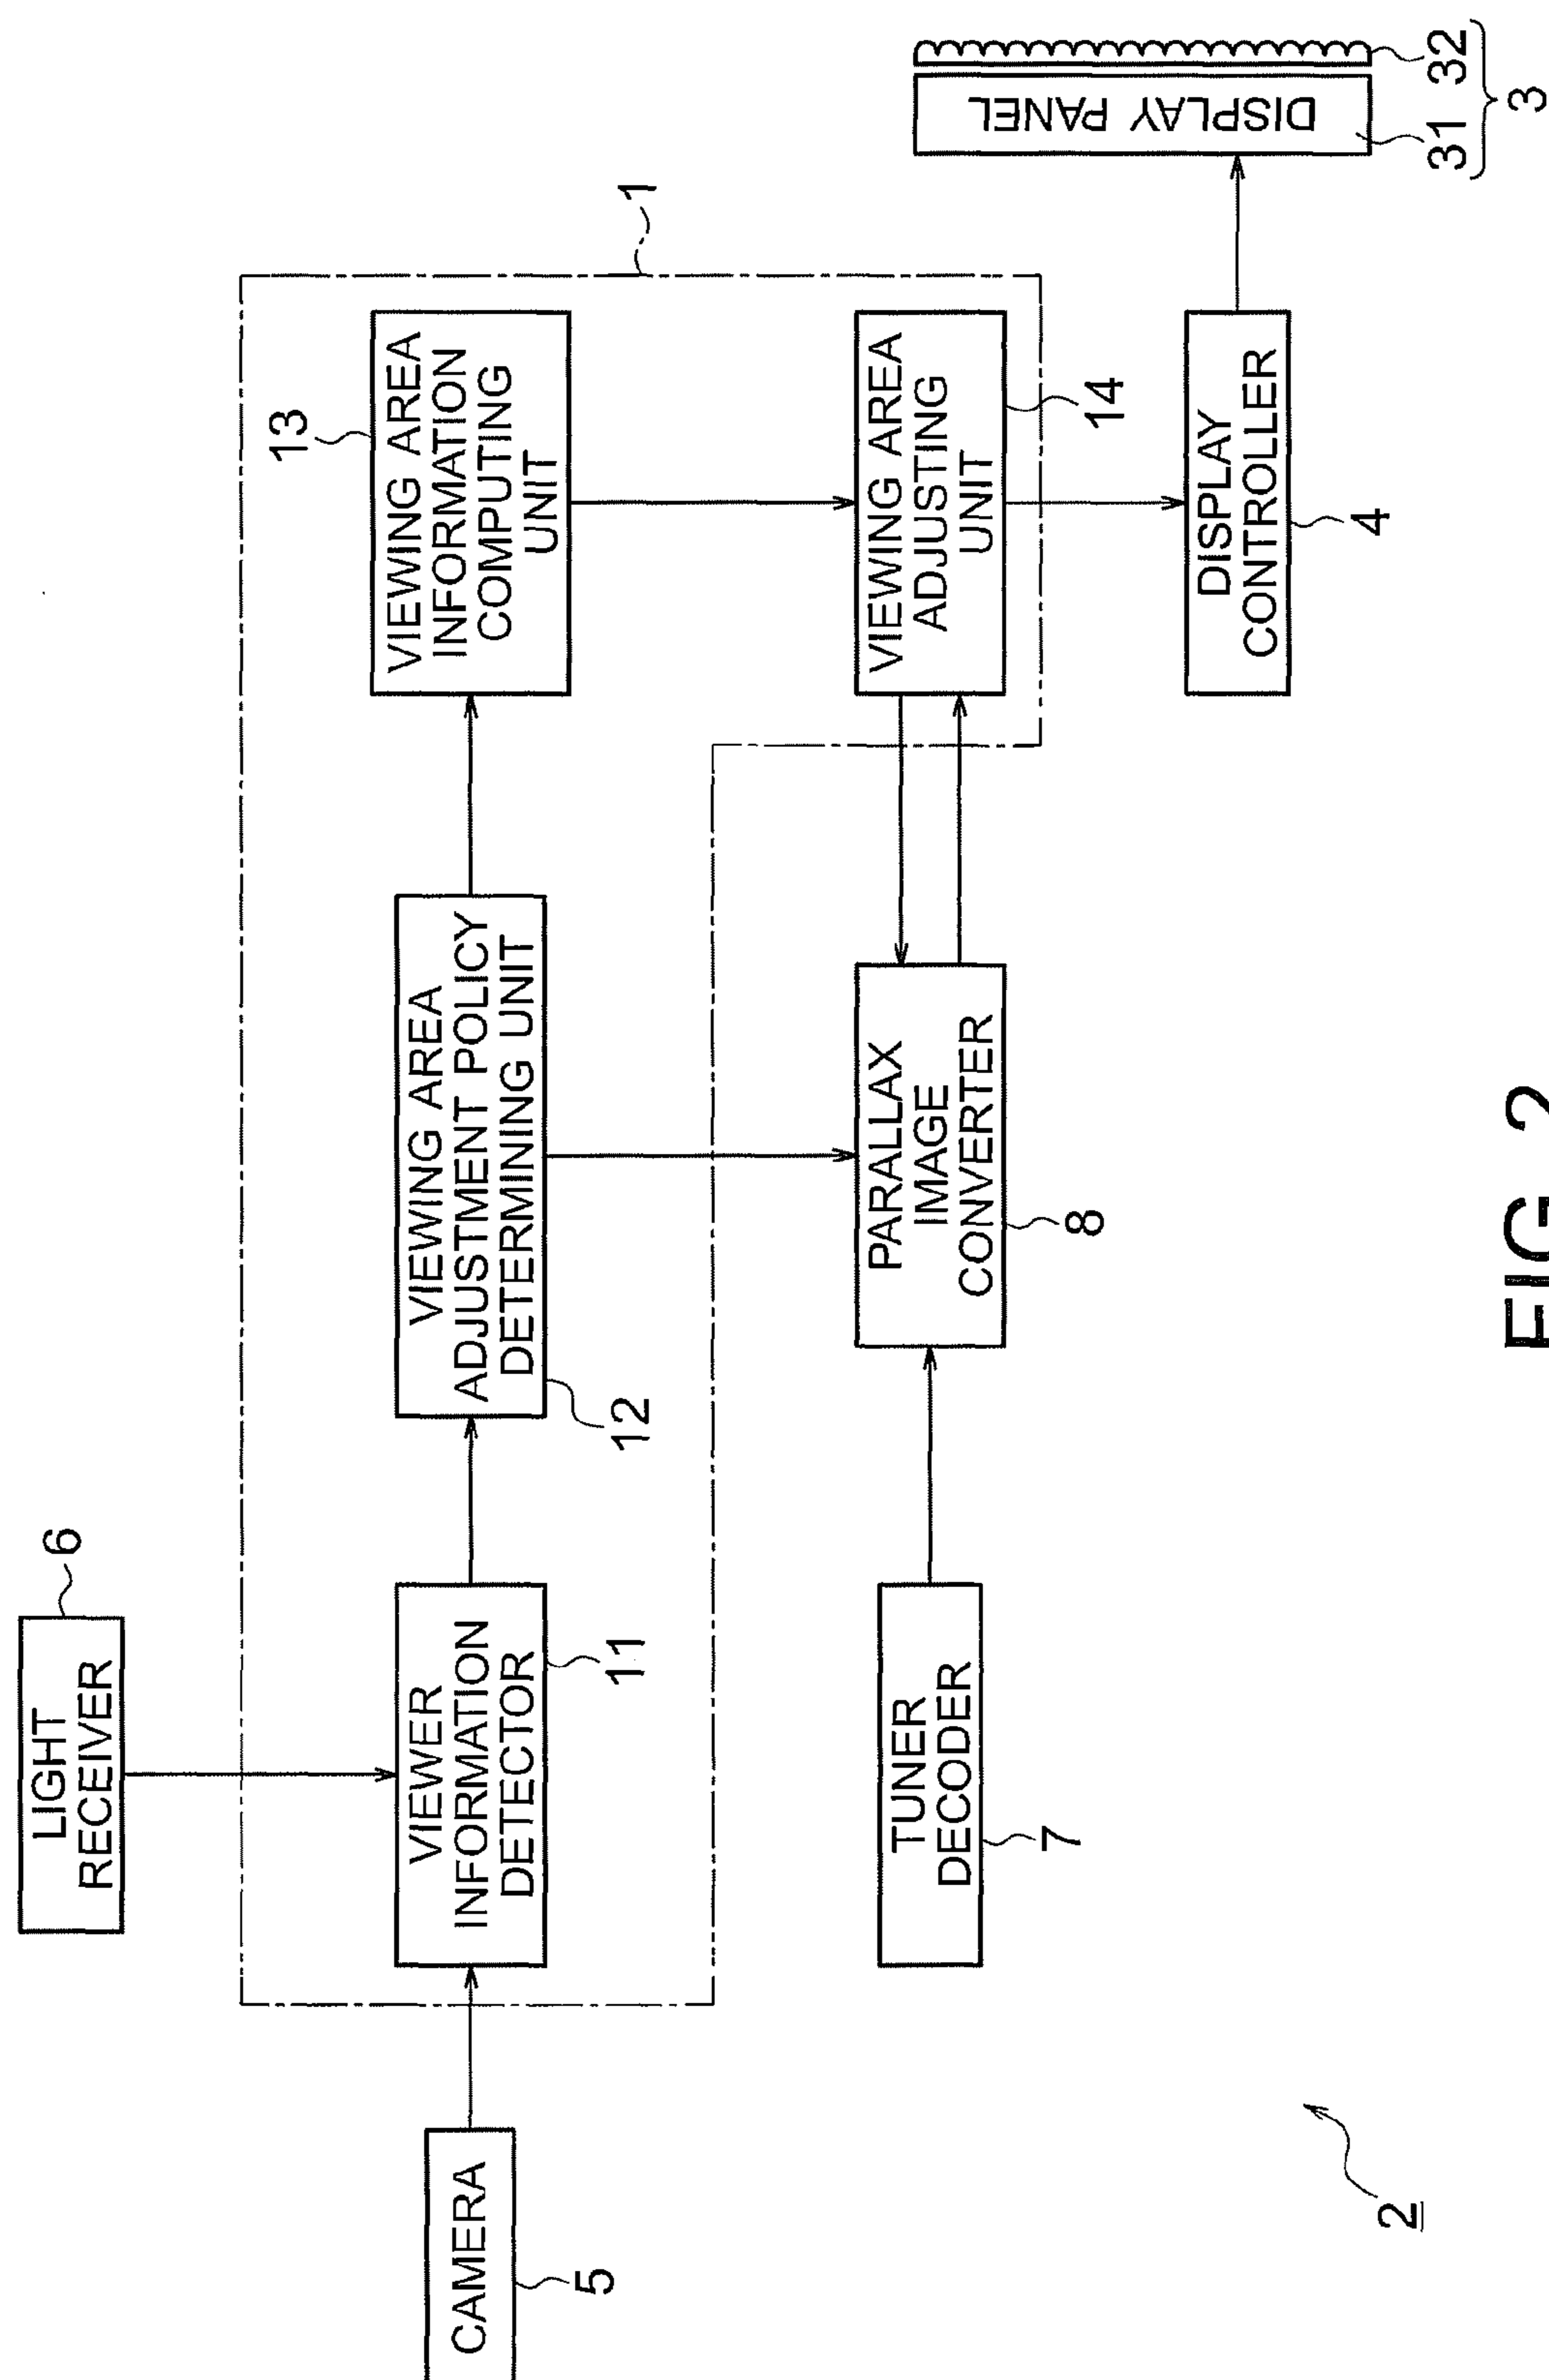 LIGHT
RECEIVER
6
1
13
VIEWING AREA
INFORMATION
COMPUTING
UNIT
VIEWING AREA
ADJUSTMENT POLICY
DETERMINING UNIT
12
VIEWER
INFORMATION
DETECTOR
11
CAMERA
5
TUNER
DECODER
7
PARALLAX
IMAGE
CONVERTER
8
VIEWING AREA
ADJUSTING
UNIT
14
DISPLAY
CONTROLLER
4
DISPLAY PANEL
31
32
3
2
FIG. 2